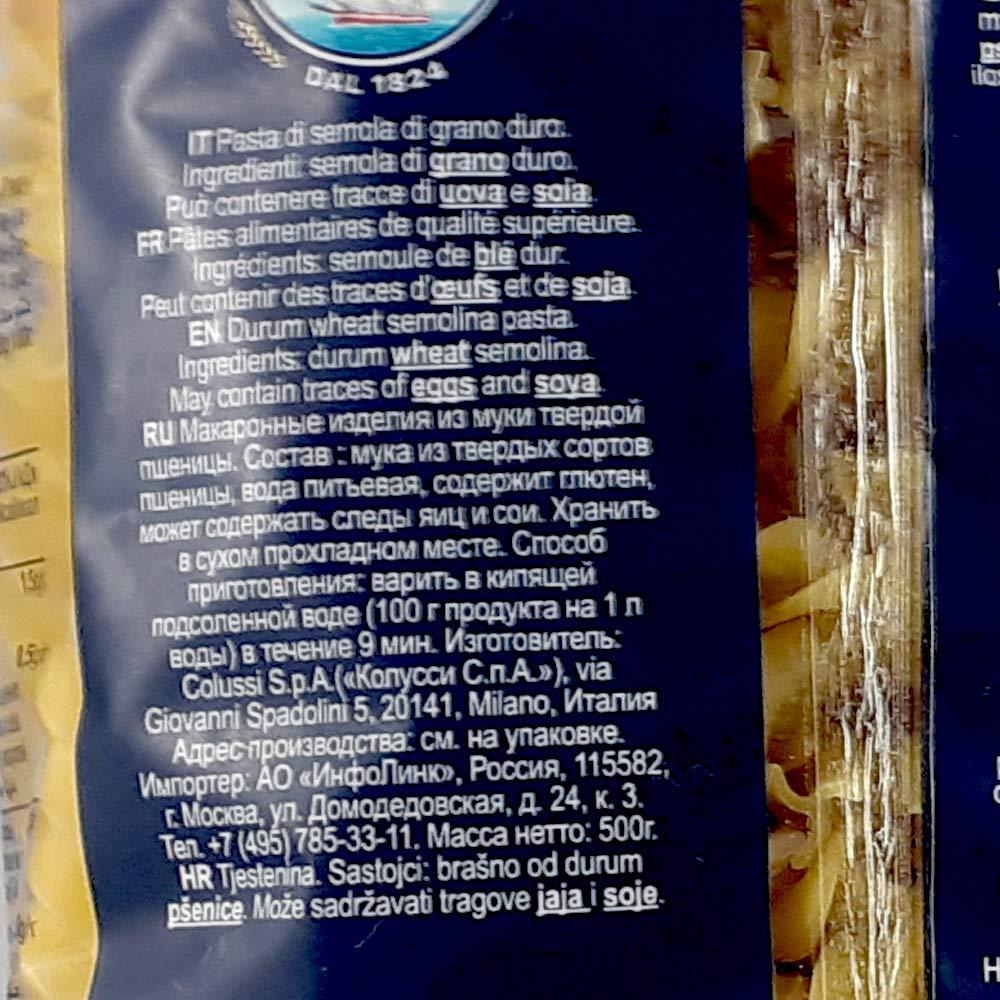 DAL 1824
IT Pasta di semola di grano duro.
Ingredienti: semola di grano duro.
Può contenere tracce di uova e soia.
FR Pâtes alimentaires de qualité supérieure.
Ingrédients: semoule de blé dur.
Peut contenir des traces d'œufs et de soja.
EN Durum wheat semolina pasta.
Ingredients: durum wheat semolina.
May contain traces of eggs and soya.
RU Макаронные изделия из муки твердой
пшеницы. Состав : мука из твердых сортов
пшеницы, вода питьевая, содержит глютен,
может содержать следы яиц и сои. Хранить
в сухом прохладном месте. Способ
приготовления: варить в кипящей
подсоленной воде (100 г продукта на 1 л
воды) в течение 9 мин. Изготовитель:
Colussi S.p.A.(«Колусси С.п.А.»), via
Giovanni Spadolini 5, 20141, Milano, Италия
Адрес производства: см. на упаковке.
Импортер: АО «ИнфоЛинк», Россия, 115582,
г. Москва, ул. Домодедовская, д. 24, к. 3.
Тел. +7 (495) 785-33-11. Масса нетто: 500г.
HR Tjestenina. Sastojci: brašno od durum
pšenice. Može sadržavati tragove jaja i soje.